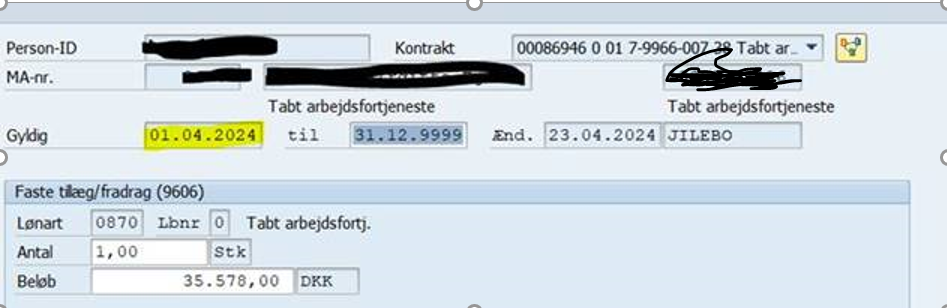 Person-ID Kontrakt 00086946 0 01 7-9966-007 28 Tabt ar...
MA-nr.
Tabt arbejdsfortjeneste Tabt arbejdsfortjeneste
Gyldig 01.04.2024 til 31.12.9999 Ænd. 23.04.2024 JILEBO
Faste tillæg/fradrag (9606)
Lønart 0870 Lbnr 0 Tabt arbejdsfortj.
Antal 1,00 Stk
Beløb 35.578,00 DKK